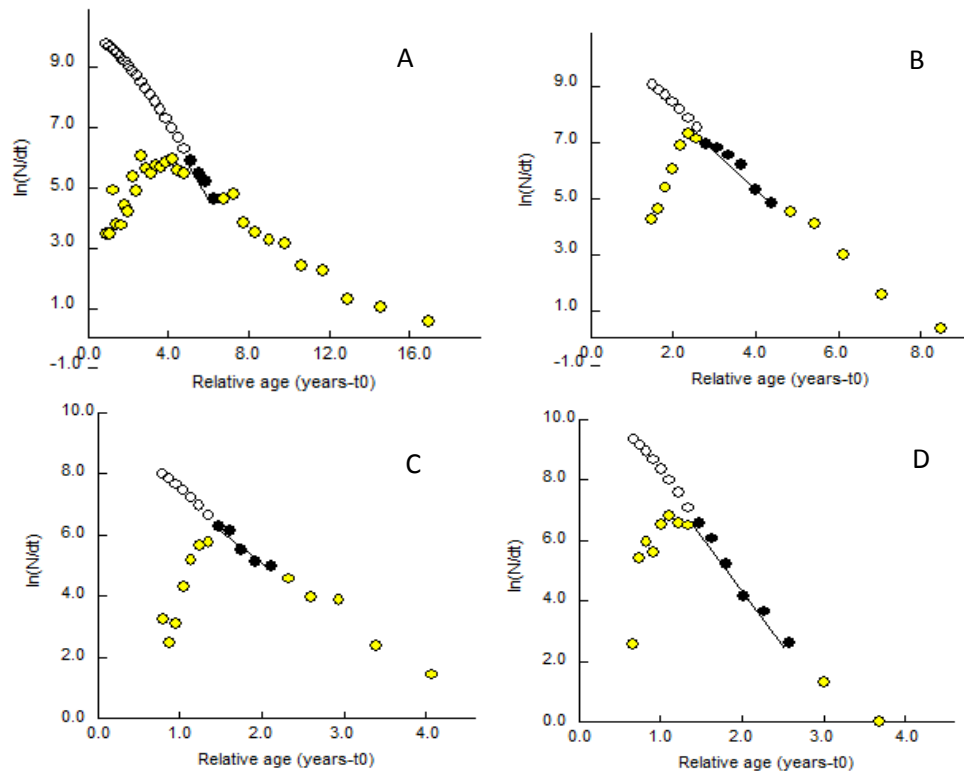 A
9.0
7.0
5.0
3.0
1.0
-1.0
ln(N/dt)
0.0 4.0 8.0 12.0 16.0
Relative age (years-t0)
B
9.0
7.0
5.0
3.0
1.0
-1.0
ln(N/dt)
0.0 2.0 4.0 6.0 8.0
Relative age (years-t0)
C
10.0
8.0
6.0
4.0
2.0
0.0
ln(N/dt)
0.0 1.0 2.0 3.0 4.0
Relative age (years-t0)
D
10.0
8.0
6.0
4.0
2.0
0.0
ln(N/dt)
0.0 1.0 2.0 3.0 4.0
Relative age (years-t0)